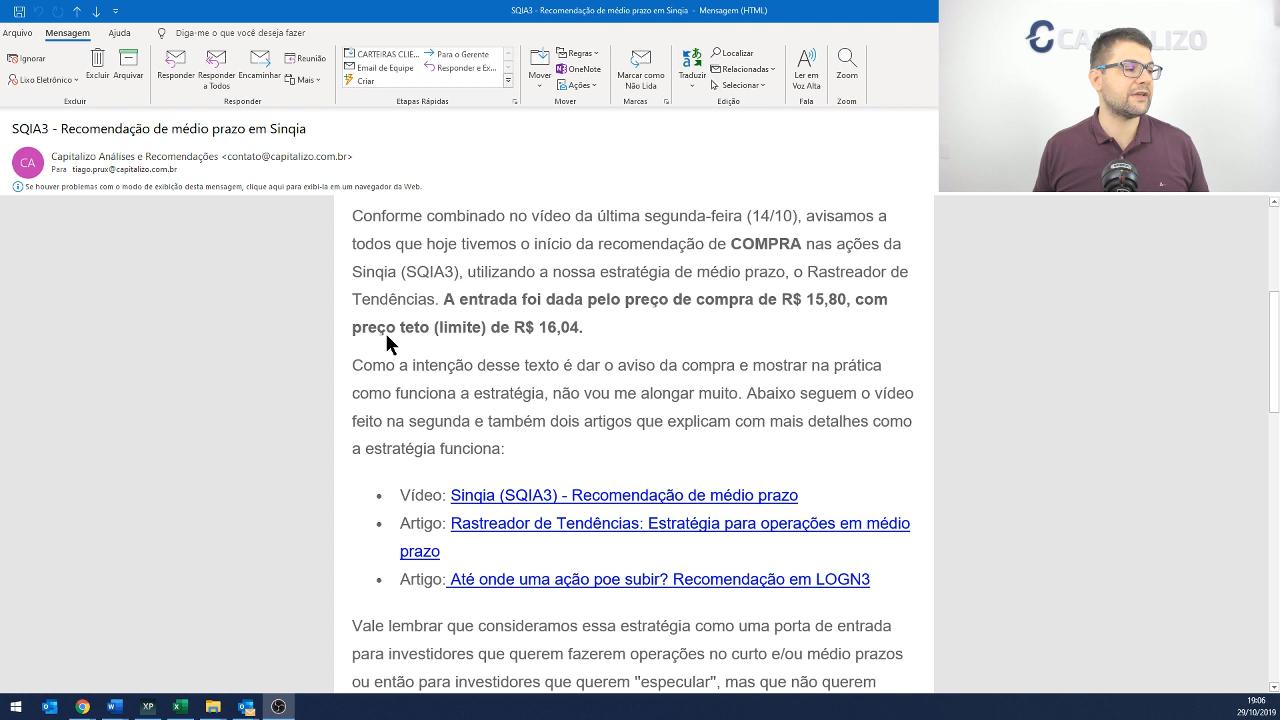 SQIA3 - Recomendação de médio prazo em Sinqia - Mensagem (HTML)
Arquivo Mensagem Ajuda Diga-me o que você deseja fazer
Ignorar
Lixo Eletrônico
Excluir
Arquivar
Excluir
Responder
Responder a Todos
Encaminhar
Reunião
Mais
Responder
CARTEIRAS CLIE...
Email de Equipe
Criar
Para o Gerente
Responder e Ex...
Etapas Rápidas
Mover
Regras
OneNote
Ações
Mover
Marcar como Não Lida
Marcas
Traduzir
Localizar
Relacionadas
Selecionar
Edição
Ler em Voz Alta
Fala
Zoom
Zoom
CAPITALIZO
SQIA3 - Recomendação de médio prazo em Sinqia
CA
Capitalizo Análises e Recomendações <contato@capitalizo.com.br>
Para tiago.prux@capitalizo.com.br
Se houver problemas com o modo de exibição desta mensagem, clique aqui para exibi-la em um navegador da Web.
Conforme combinado no vídeo da última segunda-feira (14/10), avisamos a
todos que hoje tivemos o início da recomendação de COMPRA nas ações da
Sinqia (SQIA3), utilizando a nossa estratégia de médio prazo, o Rastreador de
Tendências. A entrada foi dada pelo preço de compra de R$ 15,80, com
preço teto (limite) de R$ 16,04.
Como a intenção desse texto é dar o aviso da compra e mostrar na prática
como funciona a estratégia, não vou me alongar muito. Abaixo seguem o vídeo
feito na segunda e também dois artigos que explicam com mais detalhes como
a estratégia funciona:
• Vídeo: Sinqia (SQIA3) - Recomendação de médio prazo
• Artigo: Rastreador de Tendências: Estratégia para operações em médio
prazo
• Artigo: Até onde uma ação poe subir? Recomendação em LOGN3
Vale lembrar que consideramos essa estratégia como uma porta de entrada
para investidores que querem fazerem operações no curto e/ou médio prazos
ou então para investidores que querem "especular", mas que não querem
XP
19:06
29/10/2019